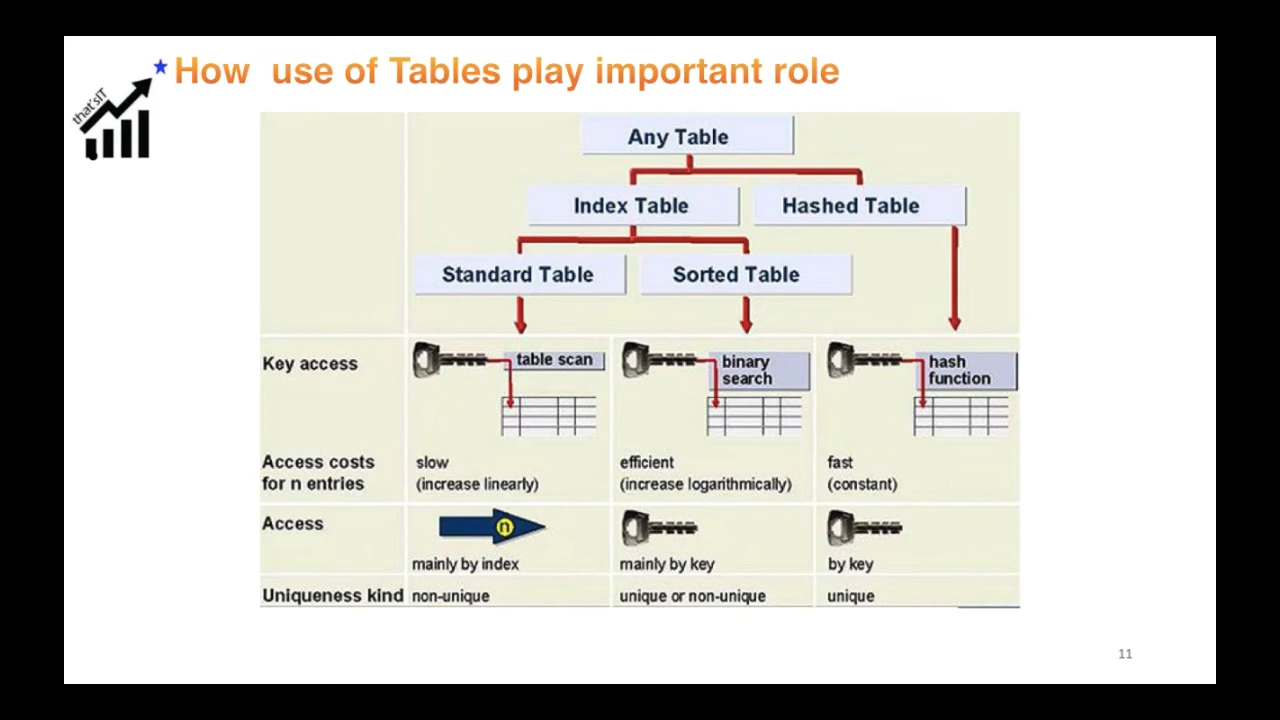 that'sIT
How use of Tables play important role
Any Table
Index Table
Hashed Table
Standard Table
Sorted Table
Key access
table scan
binary
search
hash
function
Access costs
for n entries
slow
(increase linearly)
efficient
(increase logarithmically)
fast
(constant)
Access
n
mainly by index
mainly by key
by key
Uniqueness kind
non-unique
unique or non-unique
unique
11